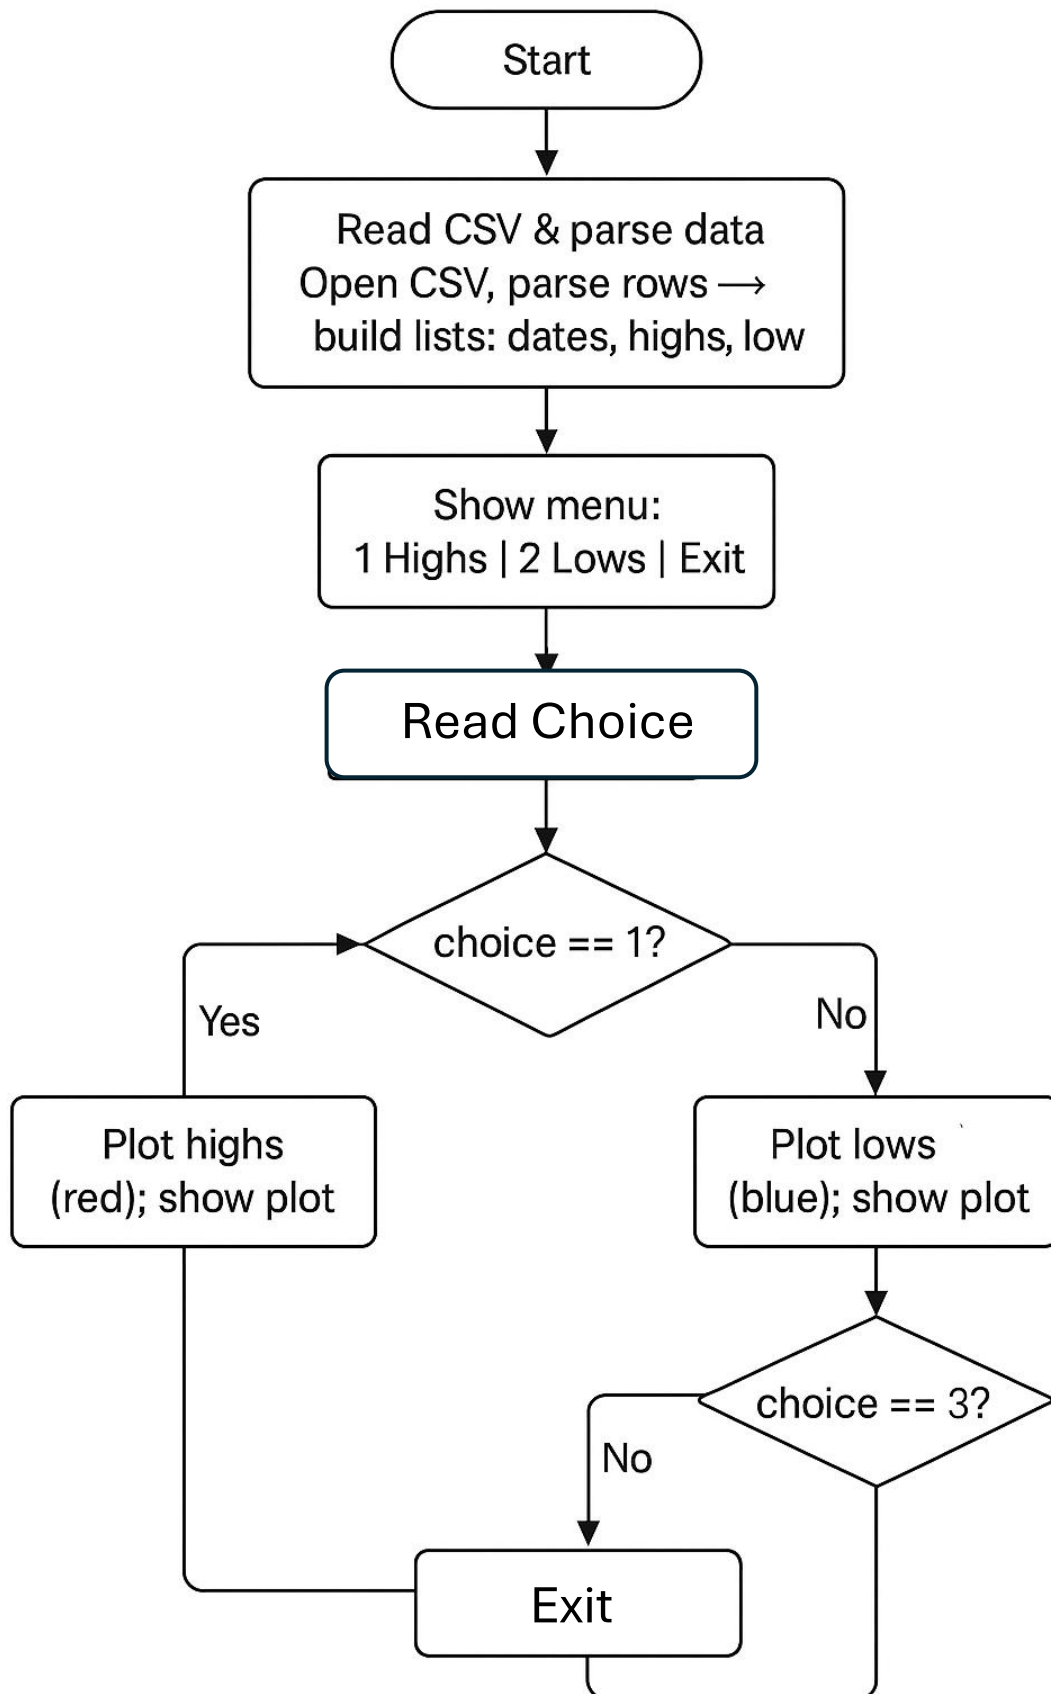 Start
Read CSV & parse data
Open CSV, parse rows →
build lists: dates, highs, low
Show menu:
1 Highs | 2 Lows | Exit
Read Choice
choice == 1?
Yes
No
Plot highs
(red); show plot
Plot lows
(blue); show plot
choice == 3?
No
Exit